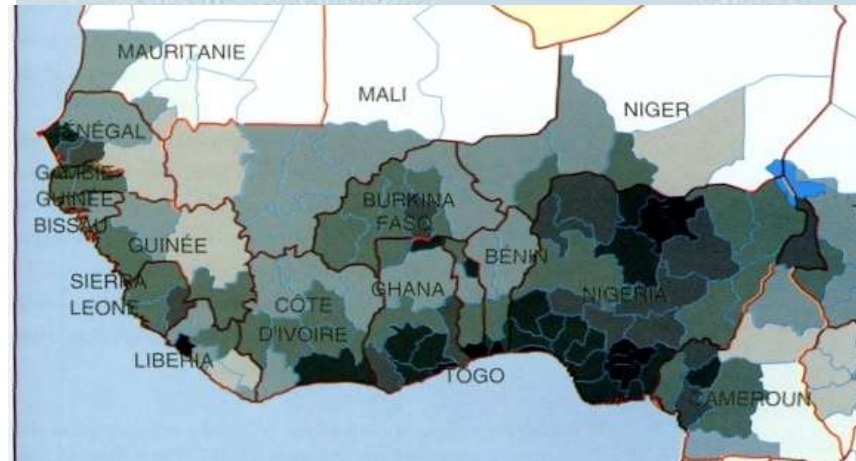 MAURITANIE
MALI
NIGER
SÉNÉGAL
GAMBIE
GUINÉE
BISSAU
BURKINA
FASO
GUINÉE
BÉNIN
SIERRA
LEONE
CÔTE
D'IVOIRE
GHANA
NIGERIA
LIBERIA
TOGO
CAMEROUN